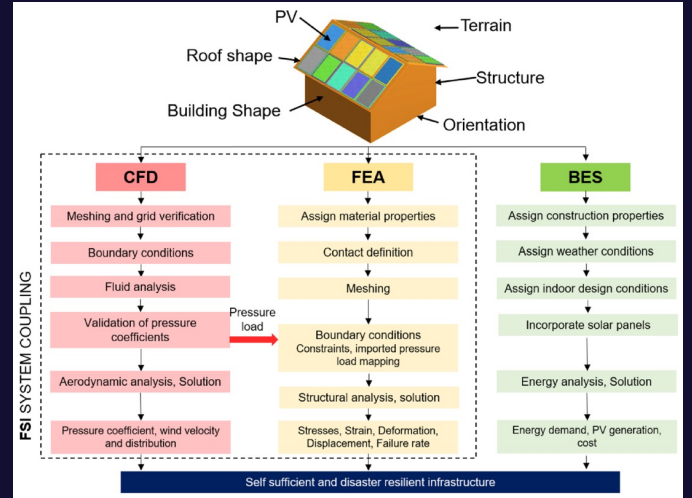 PV
Terrain
Roof shape
Structure
Building Shape
Orientation
CFD
FEA
BES
Meshing and grid verification
Assign material properties
Assign construction properties
Boundary conditions
Contact definition
Assign weather conditions
Fluid analysis
Meshing
Assign indoor design conditions
Validation of pressure
coefficients
Pressure
load
Boundary conditions
Constraints, imported pressure
load mapping
Incorporate solar panels
Aerodynamic analysis, Solution
Structural analysis, solution
Energy analysis, Solution
Pressure coefficient, wind velocity
and distribution
Stresses, Strain, Deformation,
Displacement, Failure rate
Energy demand, PV generation,
cost
FSI SYSTEM COUPLING
Self sufficient and disaster resilient infrastructure